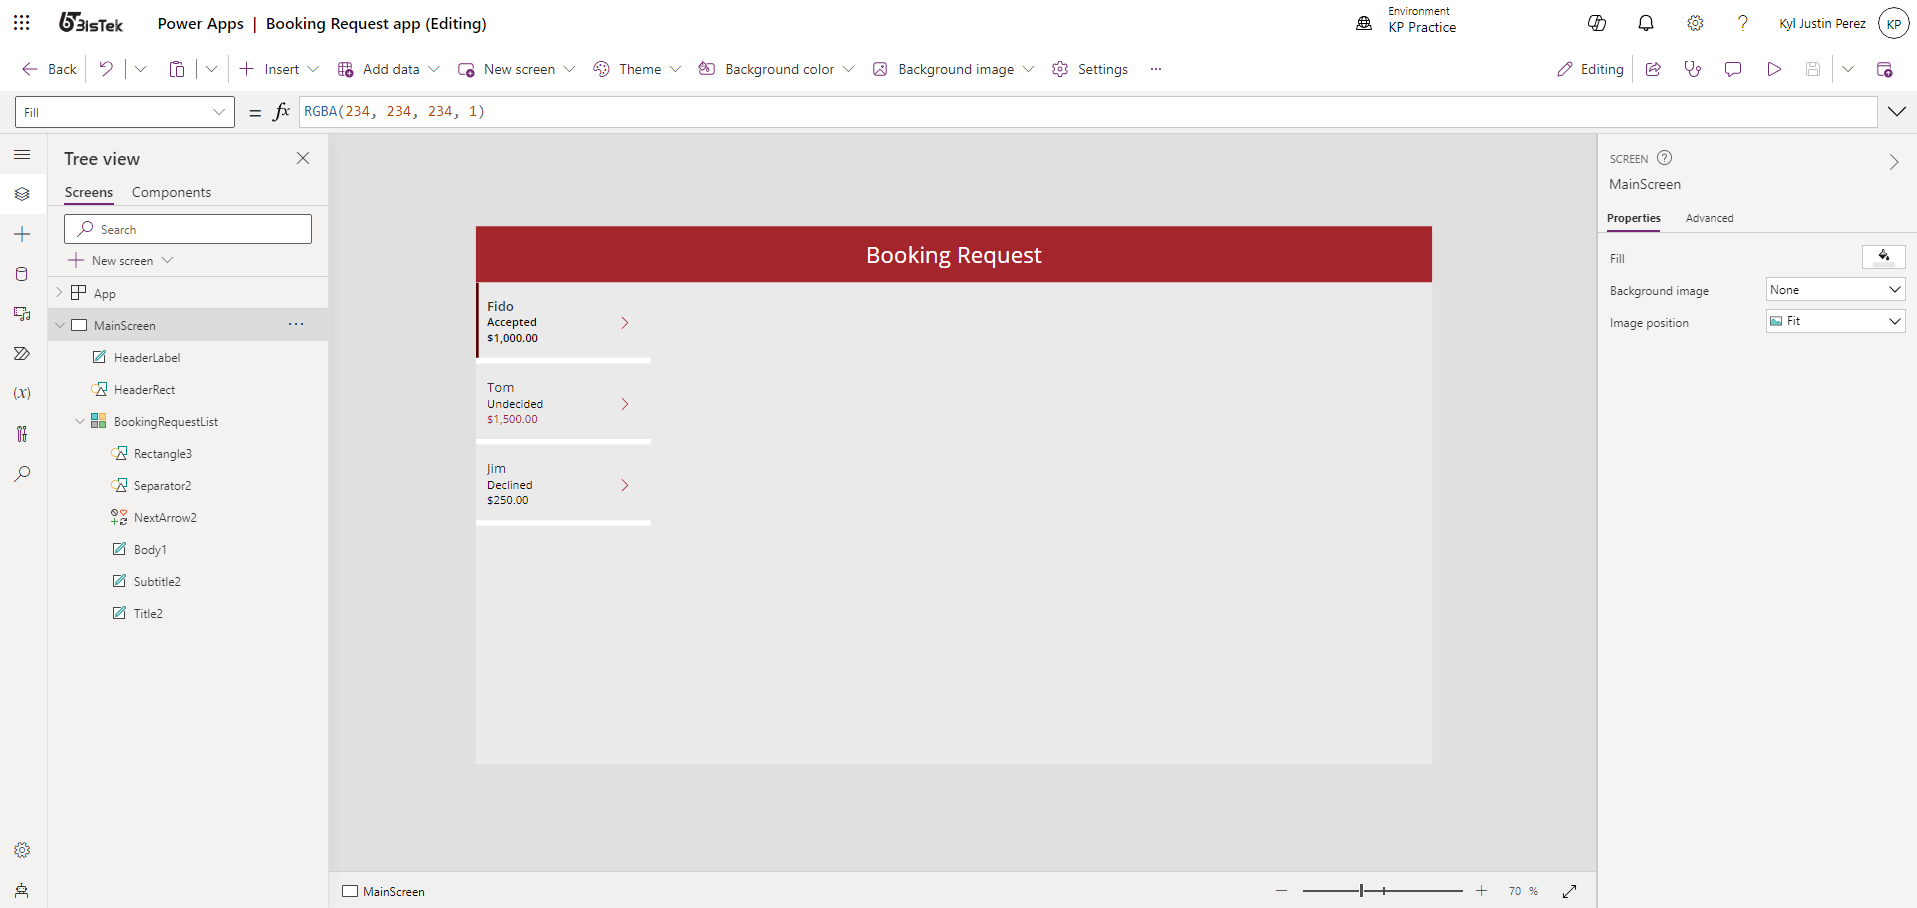 BisTek Power Apps | Booking Request app (Editing)
Environment
KP Practice
Kyl Justin Perez
KP
Back
Insert
Add data
New screen
Theme
Background color
Background image
Settings
...
Editing
Fill
= fx RGBA(234, 234, 234, 1)
Tree view
Screens Components
Search
New screen
App
MainScreen ...
HeaderLabel
HeaderRect
BookingRequestList
Rectangle3
Separator2
NextArrow2
Body1
Subtitle2
Title2
(x)
Booking Request
Fido
Accepted
$1,000.00
Tom
Undecided
$1,500.00
Jim
Declined
$250.00
MainScreen
70 %
SCREEN
MainScreen
Properties Advanced
Fill
Background image None
Image position Fit